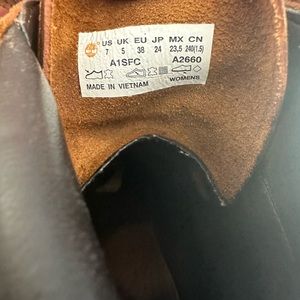 US UK EU JP MX CN
7 5 38 24 23,5 240(1.5)
A1SFC A2660
MADE IN VIETNAM WOMENS